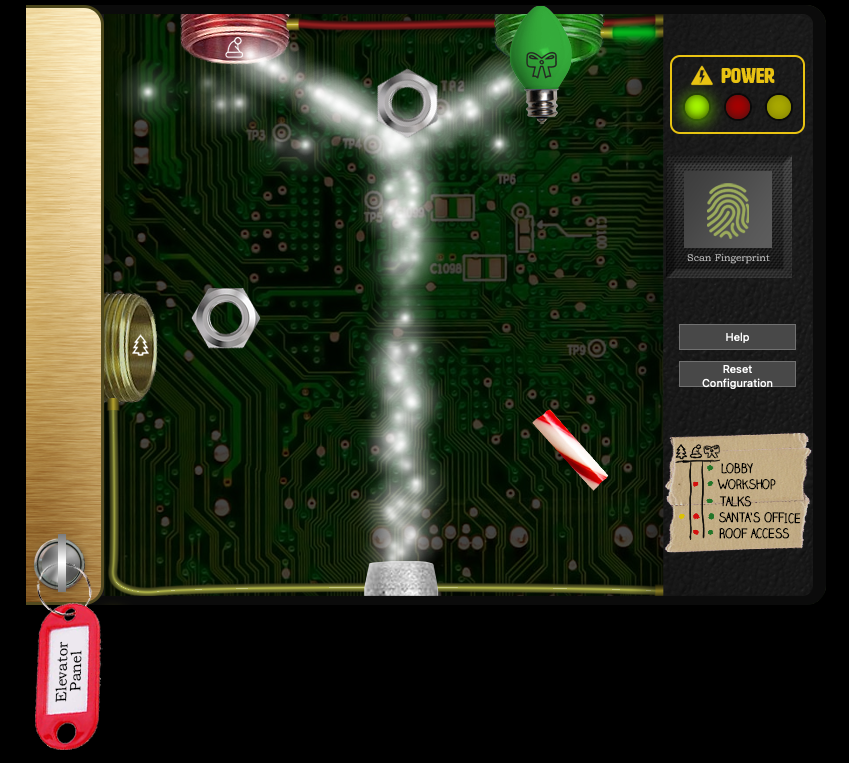 POWER
TP2
TP3
TP4
TP6
TP5
C1098
TP9
Scan Fingerprint
Help
Reset
Configuration
LOBBY
WORKSHOP
TALKS
SANTA'S OFFICE
ROOF ACCESS
Elevator
Panel